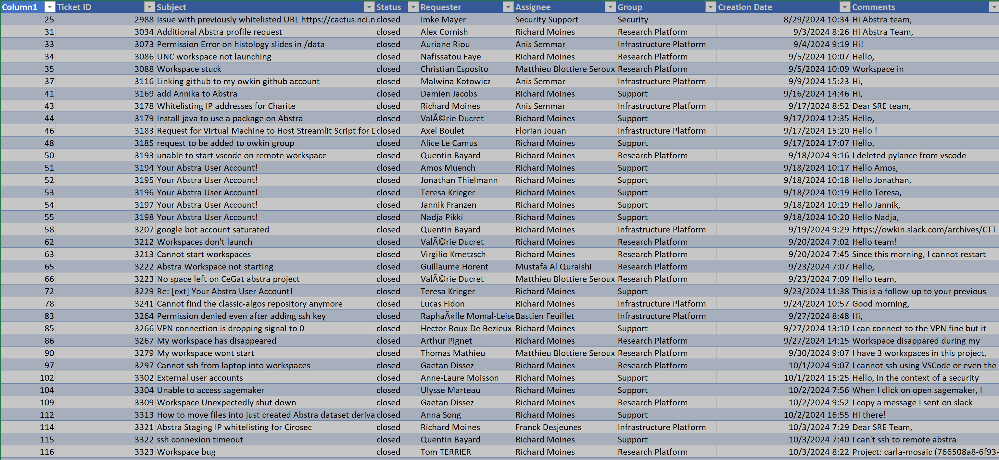 Column1 Ticket ID Subject Status Requester Assignee Group Creation Date Comments
25 2988 Issue with previously whitelisted URL https://cactus.nci.n closed Imke Mayer Security Support Security 8/29/2024 10:34 Hi Abstra team,
31 3034 Additional Abstra profile request closed Alex Cornish Richard Moines Research Platform 9/3/2024 8:26 Hi Abstra Team,
33 3073 Permission Error on histology slides in /data closed Auriane Riou Anis Semmar Infrastructure Platform 9/4/2024 9:19 Hi!
34 3086 UNC workspace not launching closed Nafissatou Faye Richard Moines Research Platform 9/5/2024 10:07 Hello,
35 3088 Workspace stuck closed Christian Esposito Matthieu Blottiere Seroux Research Platform 9/5/2024 10:09 Workspace in
37 3116 Linking github to my owkin github account closed Malwina Kotowicz Anis Semmar Infrastructure Platform 9/9/2024 15:23 Hi,
41 3169 add Annika to Abstra closed Damien Jacobs Richard Moines Support 9/16/2024 14:46 Hi,
43 3178 Whitelisting IP addresses for Charite closed Richard Moines Anis Semmar Infrastructure Platform 9/17/2024 8:52 Dear SRE team,
44 3179 Install java to use a package on Abstra closed ValÃ©rie Ducret Richard Moines Support 9/17/2024 12:35 Hello,
46 3183 Request for Virtual Machine to Host Streamlit Script for D closed Axel Boulet Florian Jouan Infrastructure Platform 9/17/2024 15:20 Hello !
48 3185 request to be added to owkin group closed Alice Le Camus Richard Moines Support 9/17/2024 17:07 Hello,
50 3193 unable to start vscode on remote workspace closed Quentin Bayard Richard Moines Research Platform 9/18/2024 9:16 I deleted pylance from vscode
51 3194 Your Abstra User Account! closed Amos Muench Richard Moines Support 9/18/2024 10:17 Hello Amos,
52 3195 Your Abstra User Account! closed Jonathan Thielmann Richard Moines Support 9/18/2024 10:18 Hello Jonathan,
53 3196 Your Abstra User Account! closed Teresa Krieger Richard Moines Support 9/18/2024 10:19 Hello Teresa,
54 3197 Your Abstra User Account! closed Jannik Franzen Richard Moines Support 9/18/2024 10:19 Hello Jannik,
55 3198 Your Abstra User Account! closed Nadja Pikki Richard Moines Support 9/18/2024 10:20 Hello Nadja,
58 3207 google bot account saturated closed Quentin Bayard Richard Moines Infrastructure Platform 9/19/2024 9:29 https://owkin.slack.com/archives/CTT
62 3212 Workspaces don't launch closed ValÃ©rie Ducret Richard Moines Research Platform 9/20/2024 7:02 Hello team!
63 3213 Cannot start workspaces closed Virgilio Kmetzsch Richard Moines Research Platform 9/20/2024 7:45 Since this morning, I cannot restart
65 3222 Abstra Workspace not starting closed Guillaume Horent Mustafa Al Quraishi Research Platform 9/23/2024 7:07 Hello,
66 3223 No space left on CeGat abstra project closed ValÃ©rie Ducret Matthieu Blottiere Seroux Research Platform 9/23/2024 7:09 Hello team,
72 3229 Re: [ext] Your Abstra User Account! closed Teresa Krieger Richard Moines Support 9/23/2024 11:38 This is a follow-up to your previous
78 3241 Cannot find the classic-algos repository anymore closed Lucas Fidon Richard Moines Infrastructure Platform 9/24/2024 10:57 Good morning,
83 3264 Permission denied even after adding ssh key closed RaphaÃ«lle Momal-Leise Bastien Feuillet Infrastructure Platform 9/27/2024 8:48 Hi,
85 3266 VPN connection is dropping signal to 0 closed Hector Roux De Bezieux Richard Moines Support 9/27/2024 13:10 I can connect to the VPN fine but it
86 3267 My workspace has disappeared closed Arthur Pignet Richard Moines Research Platform 9/27/2024 14:15 Workspace disappared during my
90 3279 My workspace wont start closed Thomas Mathieu Matthieu Blottiere Seroux Research Platform 9/30/2024 9:07 I have 3 workxpaces in this project,
97 3297 Cannot ssh from laptop into workspaces closed Gaetan Dissez Richard Moines Research Platform 10/1/2024 9:07 I cannot ssh using VSCode or even the
102 3302 External user accounts closed Anne-Laure Moisson Richard Moines Support 10/1/2024 15:25 Hello, in the context of a security
104 3304 Unable to access sagemaker closed Ulysse Marteau Richard Moines Support 10/2/2024 7:56 When I click on open sagemaker, I
109 3309 Workspace Unexpectedly shut down closed Gaetan Dissez Richard Moines Research Platform 10/2/2024 9:52 I copy a message I sent on slack
112 3313 How to move files into just created Abstra dataset deriva closed Anna Song Richard Moines Support 10/2/2024 16:55 Hi there!
114 3321 Abstra Staging IP whitelisting for Cirosec closed Richard Moines Franck Desjeunes Infrastructure Platform 10/3/2024 7:29 Dear SRE Team,
115 3322 ssh connexion timeout closed Quentin Bayard Richard Moines Support 10/3/2024 7:40 I can't ssh to remote abstra
116 3323 Workspace bug closed Tom TERRIER Richard Moines Research Platform 10/3/2024 8:22 Project: carla-mosaic (766508a8-6f93-